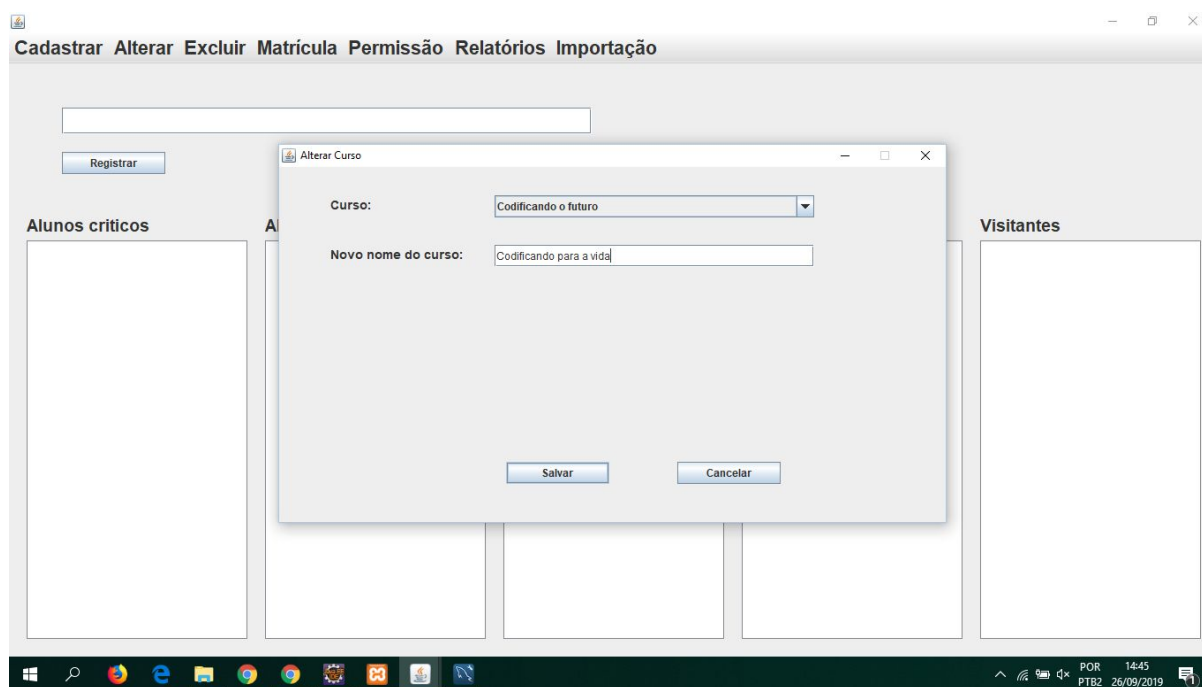 Cadastrar Alterar Excluir Matrícula Permissão Relatórios Importação
Registrar
Alterar Curso
Curso:
Codificando o futuro
Novo nome do curso:
Codificando para a vida
Salvar
Cancelar
Alunos criticos
Visitantes
POR
PTB2
14:45
26/09/2019